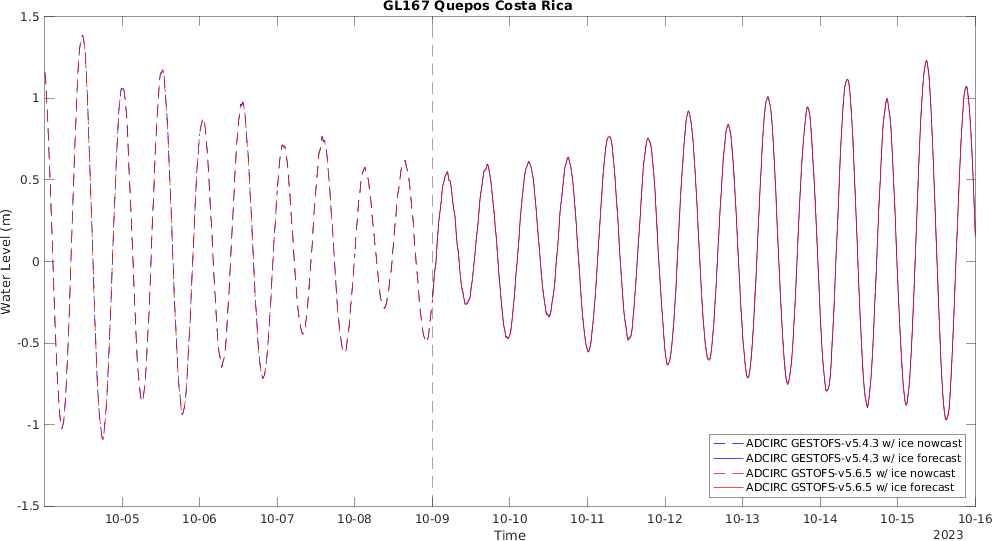 GL167 Quepos Costa Rica
1.5
1
0.5
0
-0.5
-1
-1.5
Water Level (m)
ADCIRC GESTOFS-v5.4.3 w/ ice nowcast
ADCIRC GESTOFS-v5.4.3 w/ ice forecast
ADCIRC GSTOFS-v5.6.5 w/ ice nowcast
ADCIRC GSTOFS-v5.6.5 w/ ice forecast
10-05 10-06 10-07 10-08 10-09 10-10 10-11 10-12 10-13 10-14 10-15 10-16
Time
2023